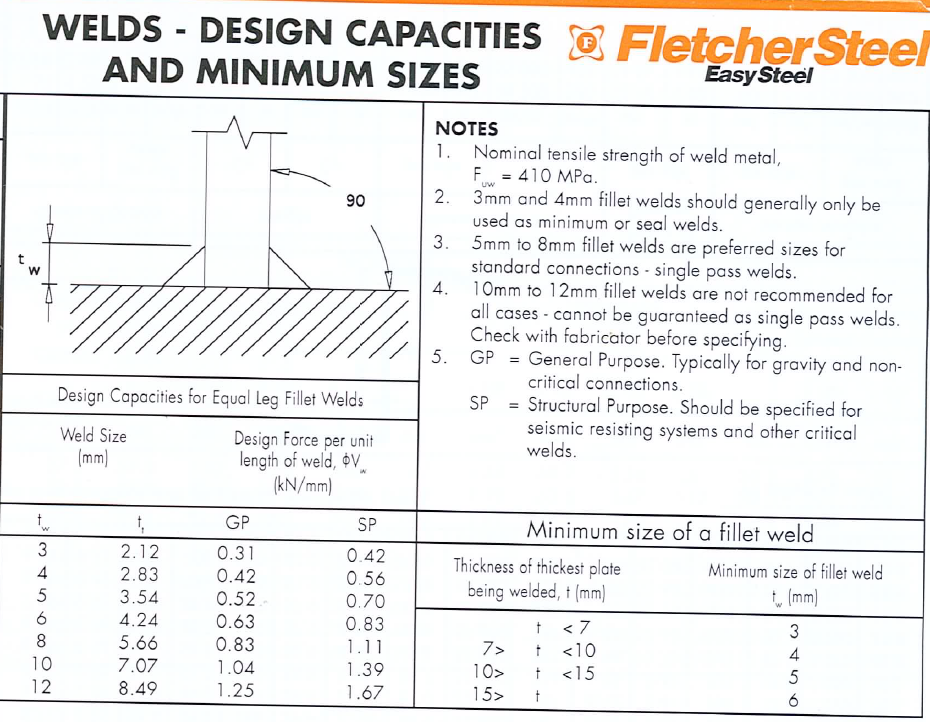 WELDS - DESIGN CAPACITIES
AND MINIMUM SIZES
F FletcherSteel
EasySteel
90
t w
Design Capacities for Equal Leg Fillet Welds
Weld Size
(mm)
Design Force per unit
length of weld, ϕVw
(kN/mm)
tw tt GP SP
3 2.12 0.31 0.42
4 2.83 0.42 0.56
5 3.54 0.52 0.70
6 4.24 0.63 0.83
8 5.66 0.83 1.11
10 7.07 1.04 1.39
12 8.49 1.25 1.67
NOTES
1. Nominal tensile strength of weld metal,
Fuw = 410 MPa.
2. 3mm and 4mm fillet welds should generally only be
used as minimum or seal welds.
3. 5mm to 8mm fillet welds are preferred sizes for
standard connections - single pass welds.
4. 10mm to 12mm fillet welds are not recommended for
all cases - cannot be guaranteed as single pass welds.
Check with fabricator before specifying.
5. GP = General Purpose. Typically for gravity and non-
critical connections.
SP = Structural Purpose. Should be specified for
seismic resisting systems and other critical
welds.
Minimum size of a fillet weld
Thickness of thickest plate
being welded, t (mm)
Minimum size of fillet weld
tw (mm)
t <7 3
7> t <10 4
10> t <15 5
15> t 6